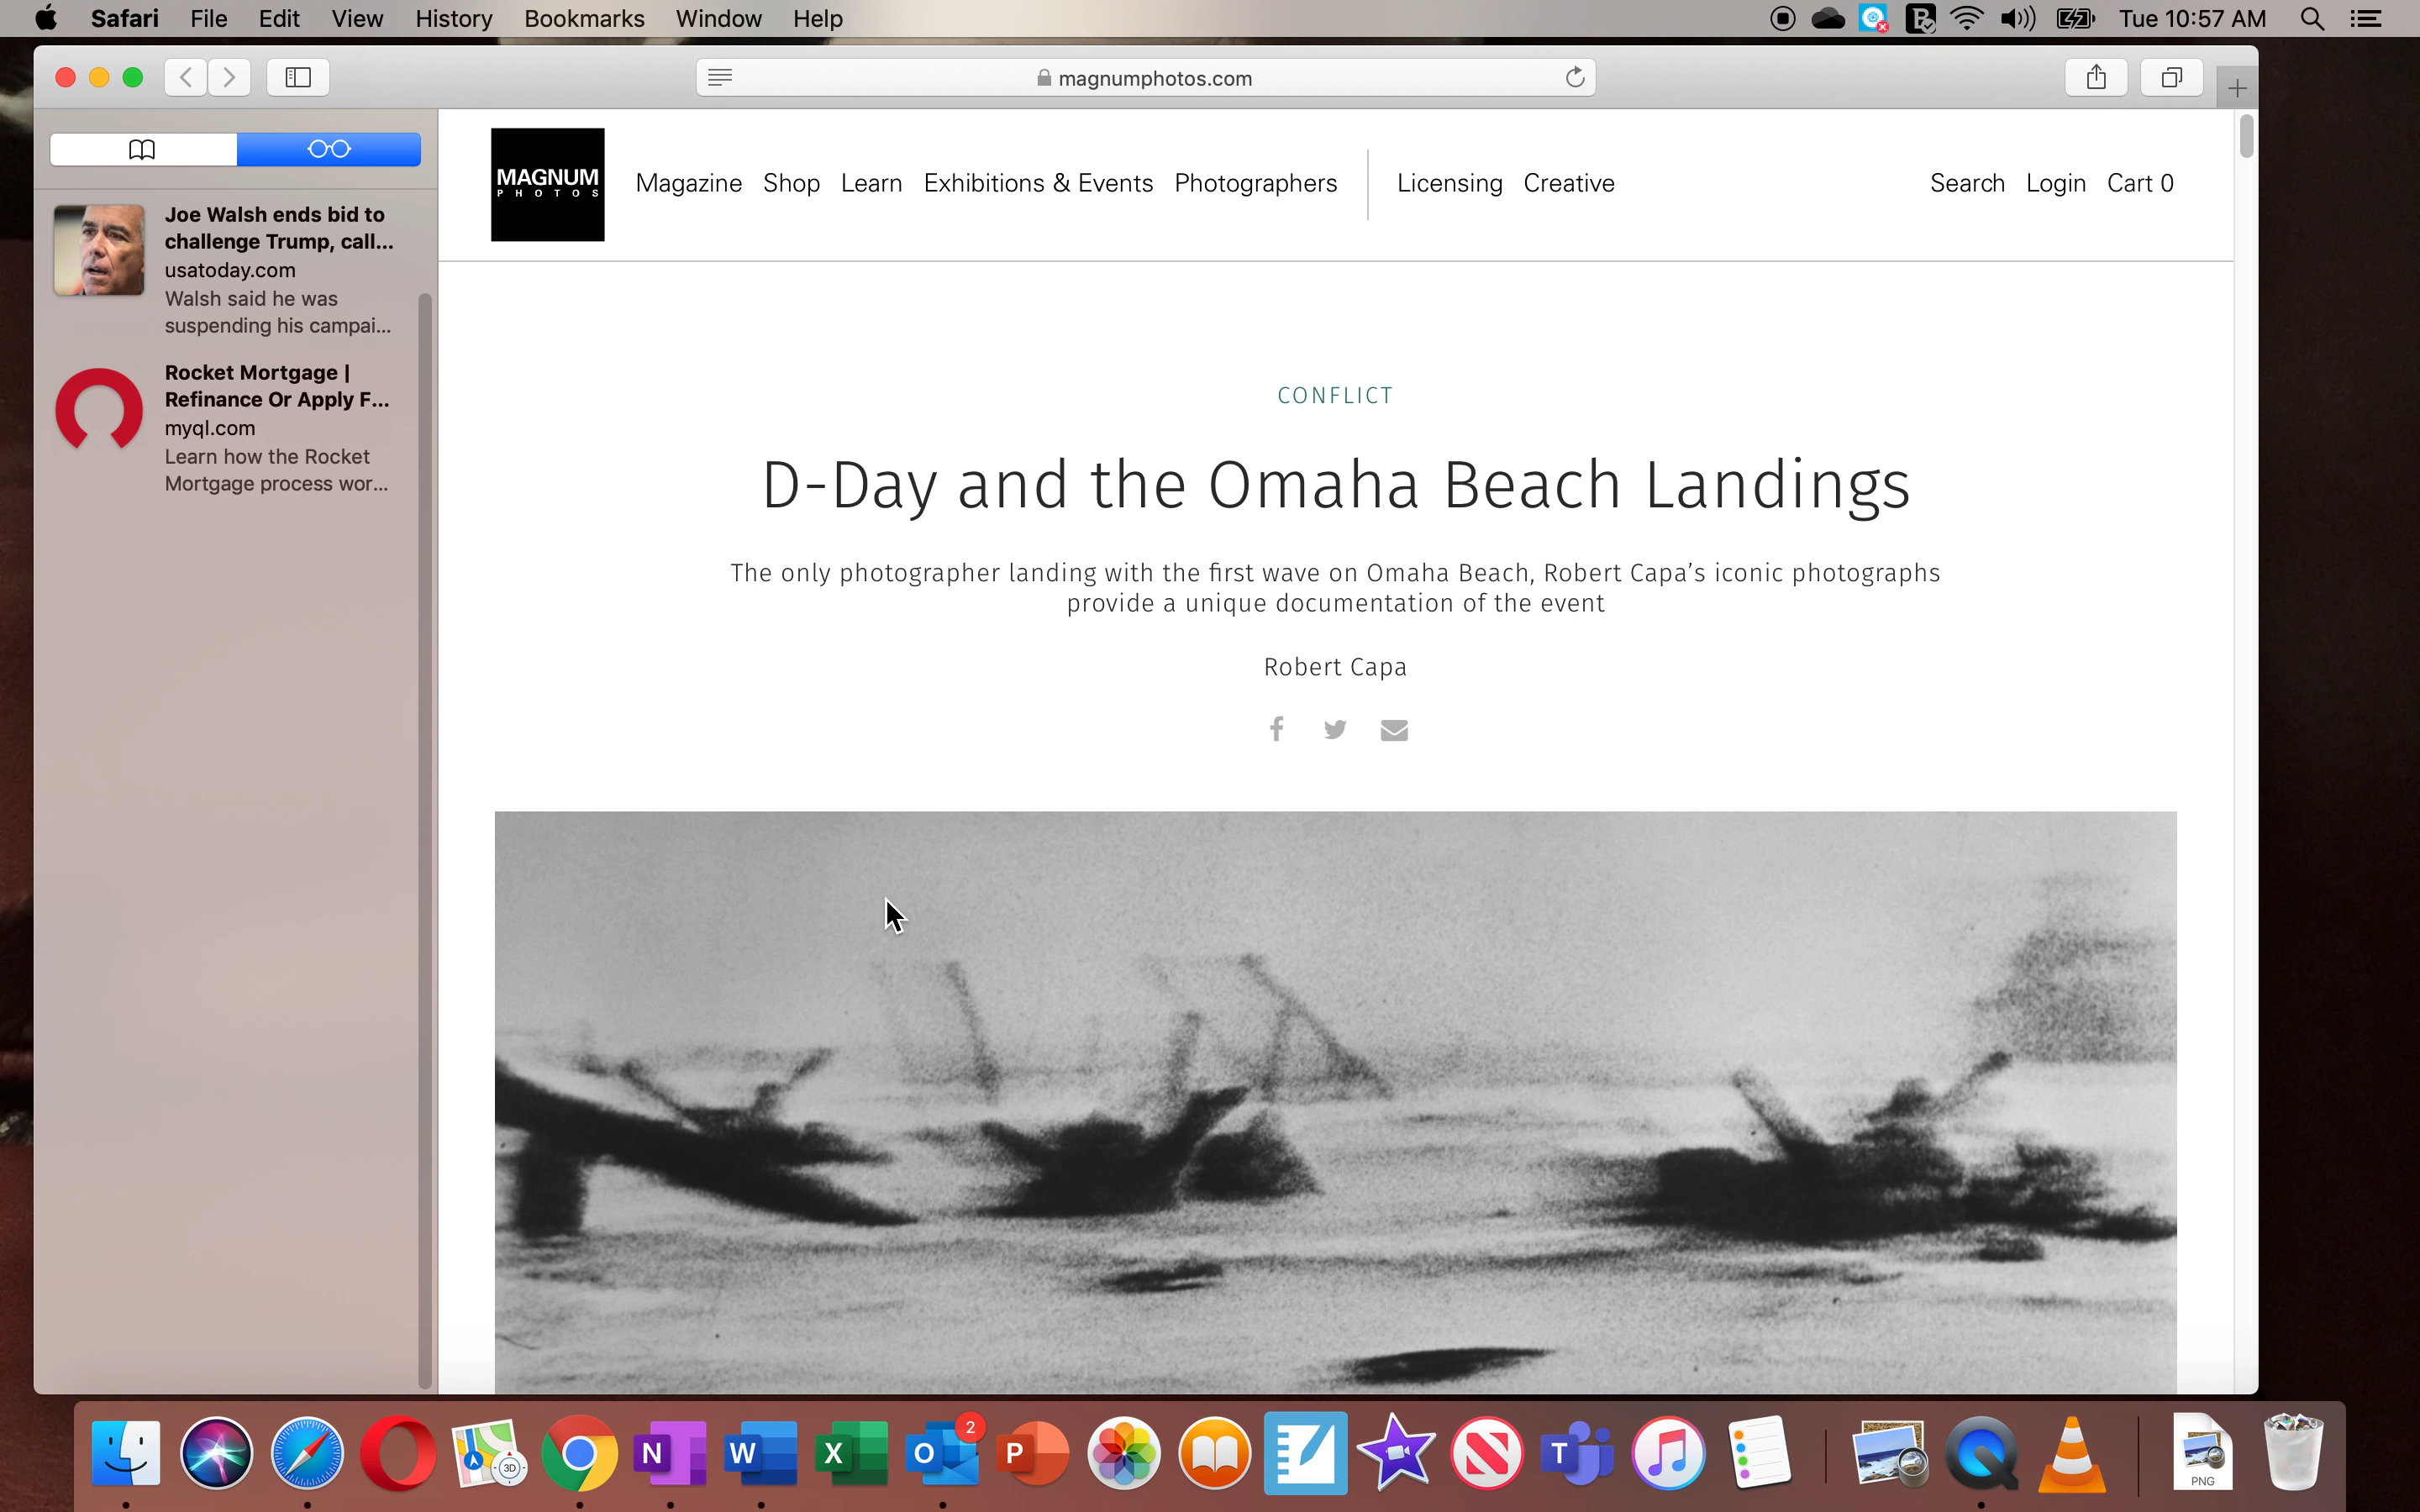 Safari File Edit View History Bookmarks Window Help
Tue 10:57 AM
magnumphotos.com
Joe Walsh ends bid to
challenge Trump, call...
usatoday.com
Walsh said he was
suspending his campai...
Rocket Mortgage |
Refinance Or Apply F...
myql.com
Learn how the Rocket
Mortgage process wor...
MAGNUM
PHOTOS
Magazine Shop Learn Exhibitions & Events Photographers Licensing Creative
Search Login Cart 0
CONFLICT
D-Day and the Omaha Beach Landings
The only photographer landing with the first wave on Omaha Beach, Robert Capa’s iconic photographs
provide a unique documentation of the event
Robert Capa
3D
N
W
X
O
2
P
N
T
PNG